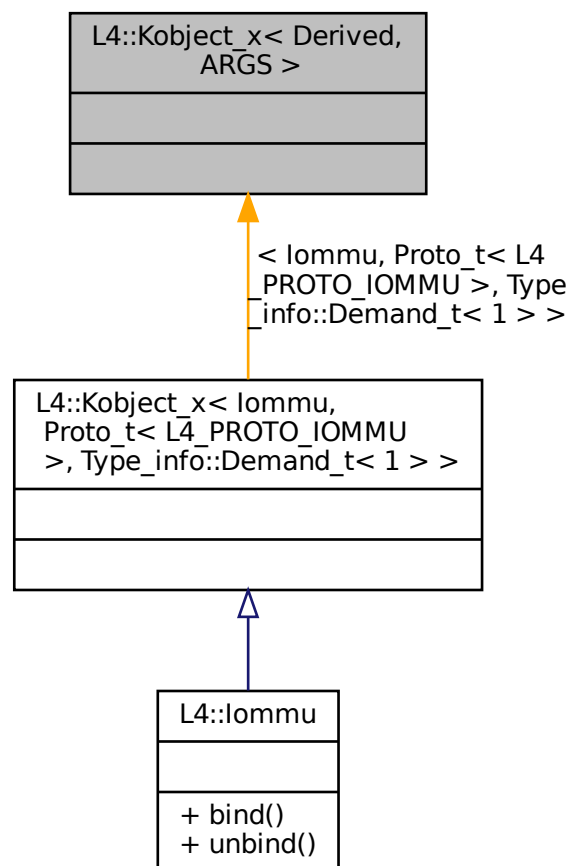 L4::Kobject_x< Derived,
ARGS >
< Iommu, Proto_t< L4
_PROTO_IOMMU >, Type
_info::Demand_t< 1 > >
L4::Kobject_x< Iommu,
Proto_t< L4_PROTO_IOMMU
>, Type_info::Demand_t< 1 > >
L4::Iommu
+ bind()
+ unbind()